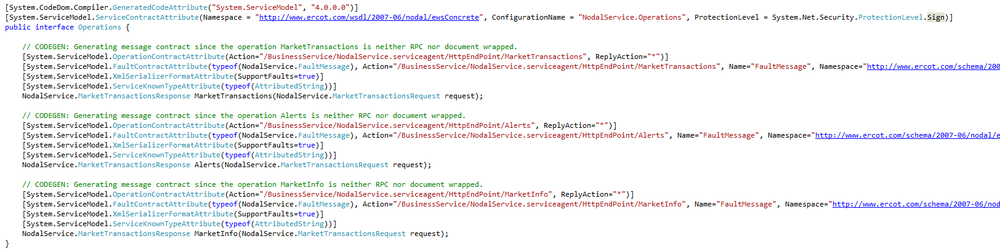 [System.CodeDom.Compiler.GeneratedCodeAttribute("System.ServiceModel", "4.0.0.0")]
[System.ServiceModel.ServiceContractAttribute(Namespace = "http://www.ercot.com/wsdl/2007-06/nodal/ewsConcrete", ConfigurationName = "NodalService.Operations", ProtectionLevel = System.Net.Security.ProtectionLevel.Sign)]
public interface Operations {
// CODEGEN: Generating message contract since the operation MarketTransactions is neither RPC nor document wrapped.
[System.ServiceModel.OperationContractAttribute(Action="/BusinessService/NodalService.serviceagent/HttpEndPoint/MarketTransactions", ReplyAction="*")]
[System.ServiceModel.FaultContractAttribute(typeof(NodalService.FaultMessage), Action="/BusinessService/NodalService.serviceagent/HttpEndPoint/MarketTransactions", Name="FaultMessage", Namespace="http://www.ercot.com/schema/200
[System.ServiceModel.XmlSerializerFormatAttribute(SupportFaults=true)]
[System.ServiceModel.ServiceKnownTypeAttribute(typeof(AttributedString))]
NodalService.MarketTransactionsResponse MarketTransactions(NodalService.MarketTransactionsRequest request);
// CODEGEN: Generating message contract since the operation Alerts is neither RPC nor document wrapped.
[System.ServiceModel.OperationContractAttribute(Action="/BusinessService/NodalService.serviceagent/HttpEndPoint/Alerts", ReplyAction="*")]
[System.ServiceModel.FaultContractAttribute(typeof(NodalService.FaultMessage), Action="/BusinessService/NodalService.serviceagent/HttpEndPoint/Alerts", Name="FaultMessage", Namespace="http://www.ercot.com/schema/2007-06/nodal/e
[System.ServiceModel.XmlSerializerFormatAttribute(SupportFaults=true)]
[System.ServiceModel.ServiceKnownTypeAttribute(typeof(AttributedString))]
NodalService.MarketTransactionsResponse Alerts(NodalService.MarketTransactionsRequest request);
// CODEGEN: Generating message contract since the operation MarketInfo is neither RPC nor document wrapped.
[System.ServiceModel.OperationContractAttribute(Action="/BusinessService/NodalService.serviceagent/HttpEndPoint/MarketInfo", ReplyAction="*")]
[System.ServiceModel.FaultContractAttribute(typeof(NodalService.FaultMessage), Action="/BusinessService/NodalService.serviceagent/HttpEndPoint/MarketInfo", Name="FaultMessage", Namespace="http://www.ercot.com/schema/2007-06/nod
[System.ServiceModel.XmlSerializerFormatAttribute(SupportFaults=true)]
[System.ServiceModel.ServiceKnownTypeAttribute(typeof(AttributedString))]
NodalService.MarketTransactionsResponse MarketInfo(NodalService.MarketTransactionsRequest request);
}